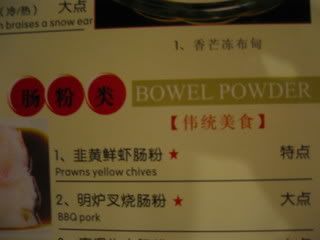 （冷/热） 大点
n braises a snow ear
1、香芒冻布甸
肠粉类 BOWEL POWDER
【伟统美食】
1、韭黄鲜虾肠粉 ★ 特点
Prawns yellow chives
2、明炉叉烧肠粉 ★ 大点
BBQ pork